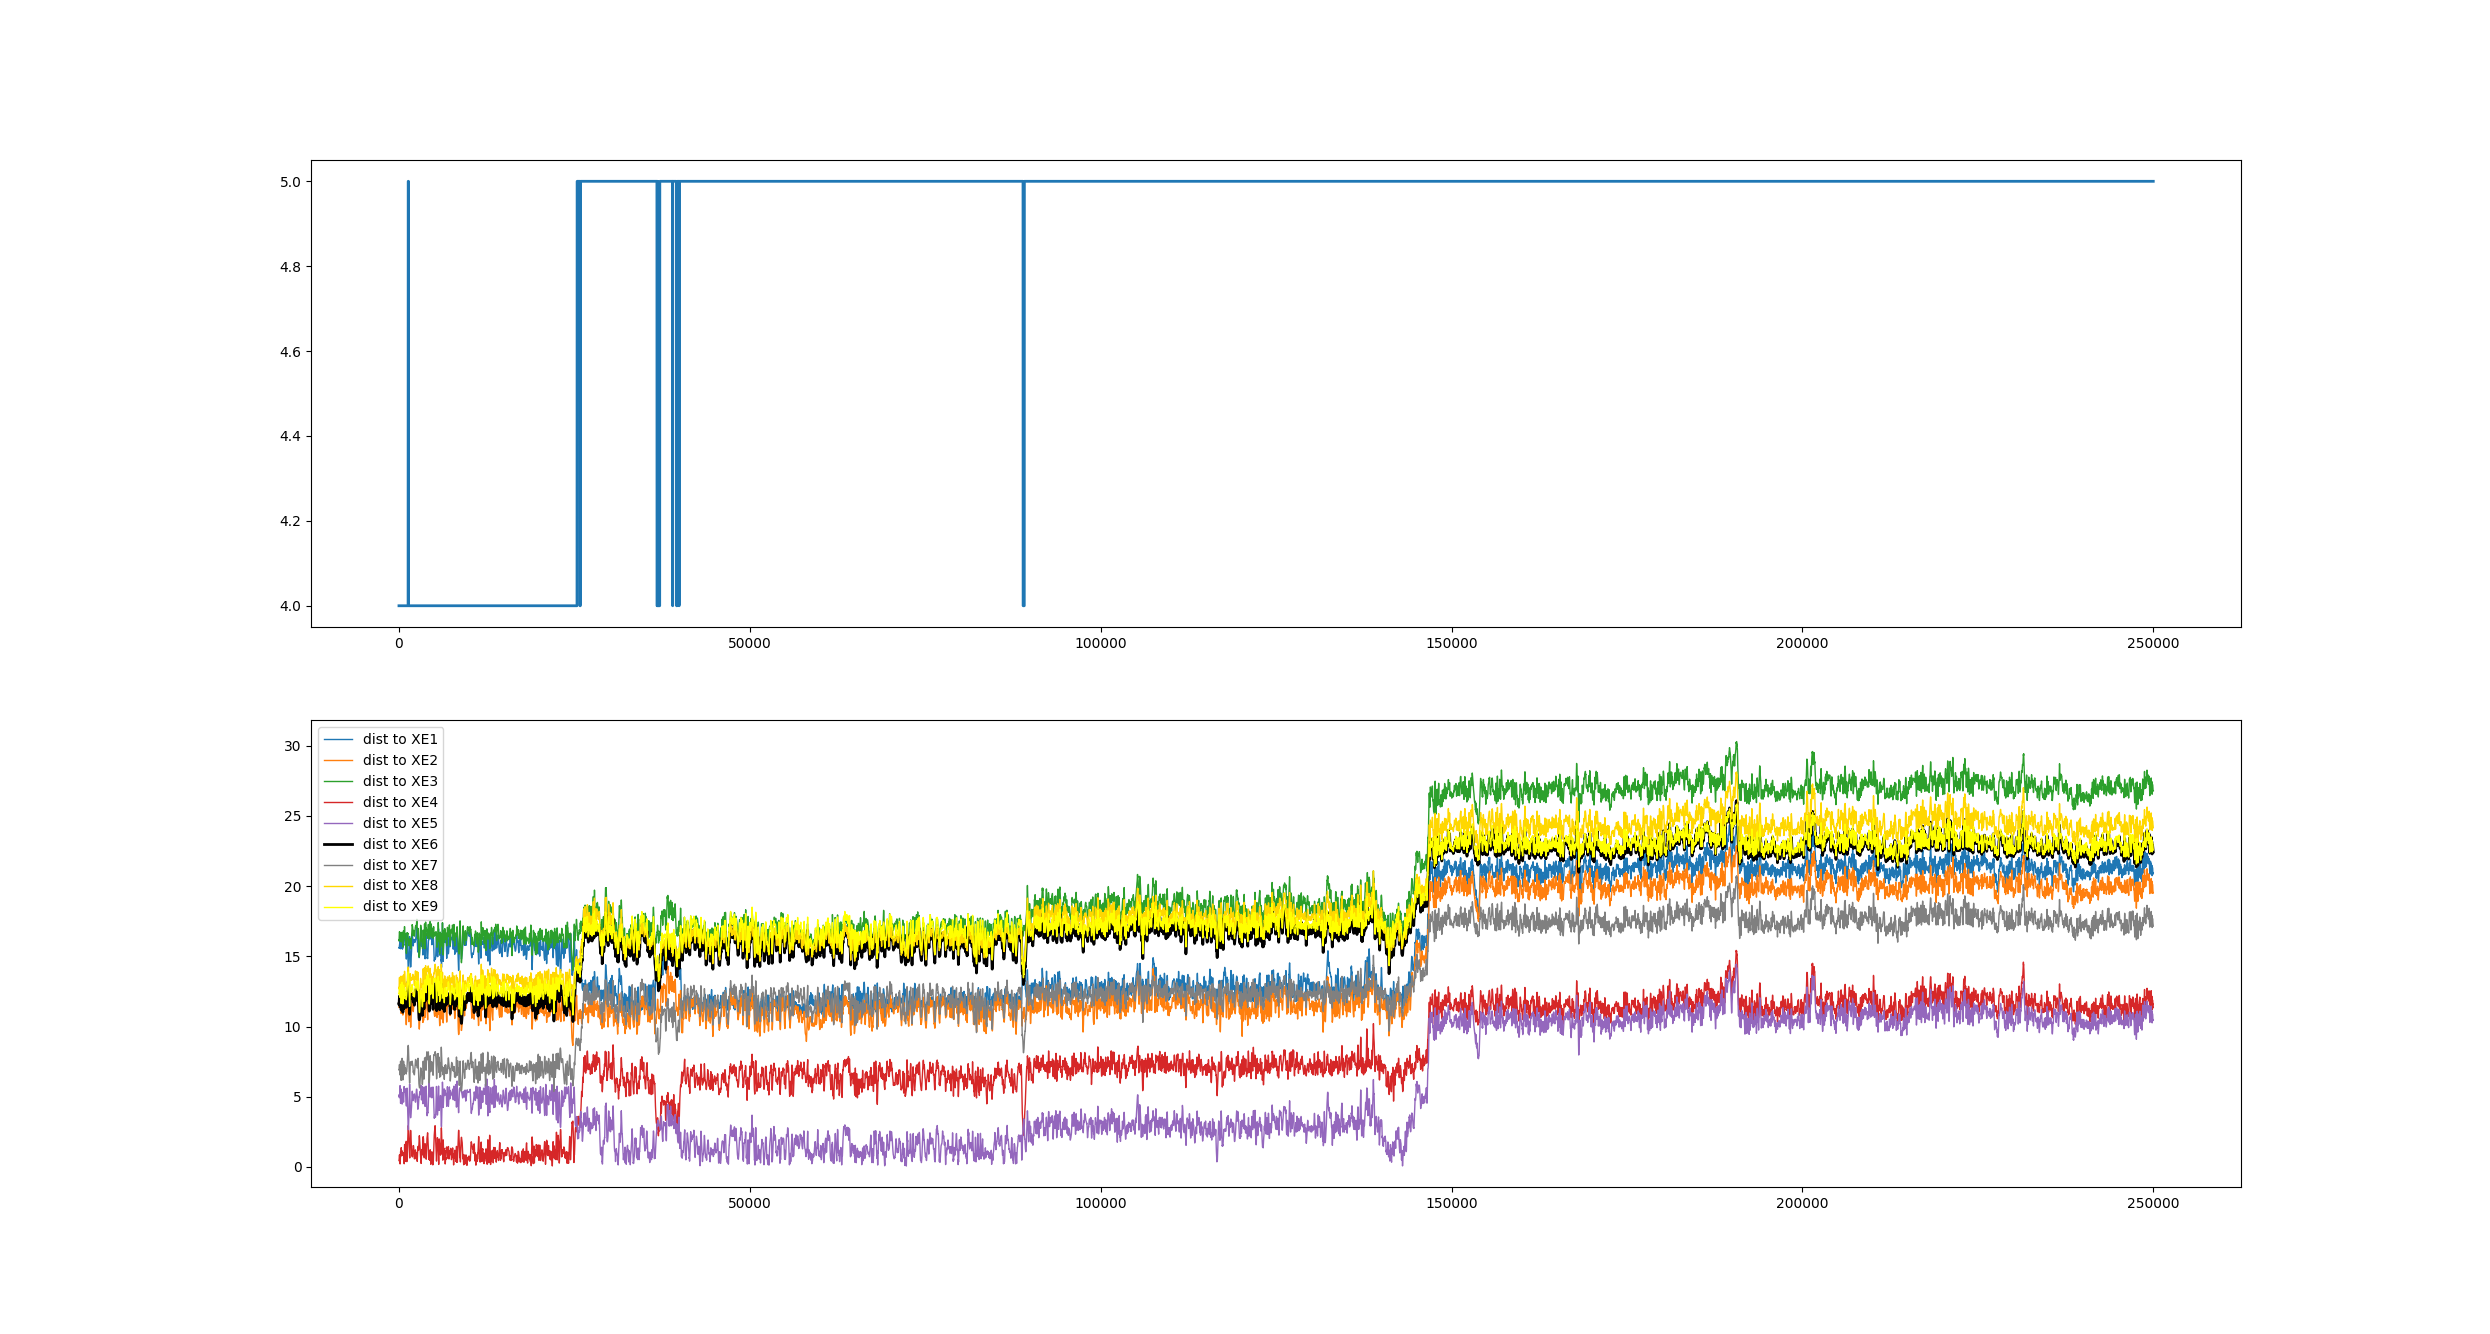 5.0
4.8
4.6
4.4
4.2
4.0
0 50000 100000 150000 200000 250000
30
25
20
15
10
5
0
dist to XE1
dist to XE2
dist to XE3
dist to XE4
dist to XE5
dist to XE6
dist to XE7
dist to XE8
dist to XE9
0 50000 100000 150000 200000 250000